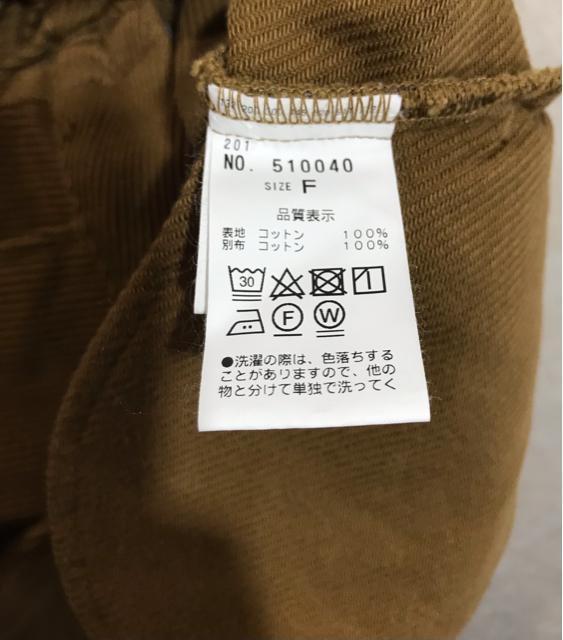 201
NO. 510040
SIZE F
品質表示
表地 コットン 100%
別布 コットン 100%
30
F W
●洗濯の際は、色落ちする
ことがありますので、他の
物と分けて単独で洗ってく